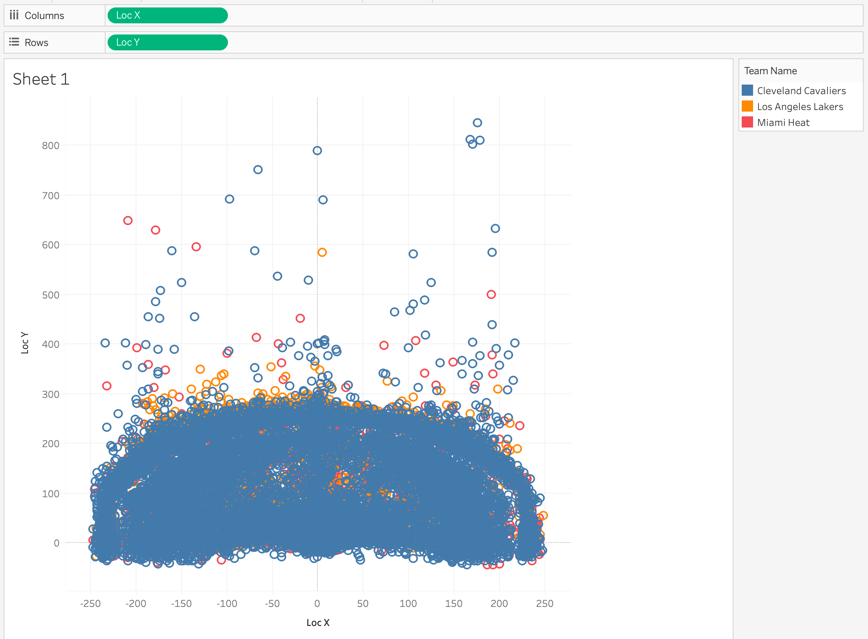 Columns
Loc X
Rows
Loc Y
Sheet 1
Team Name
Cleveland Cavaliers
Los Angeles Lakers
Miami Heat
800
700
600
500
400
300
200
100
0
Loc Y
-250 -200 -150 -100 -50 0 50 100 150 200 250
Loc X